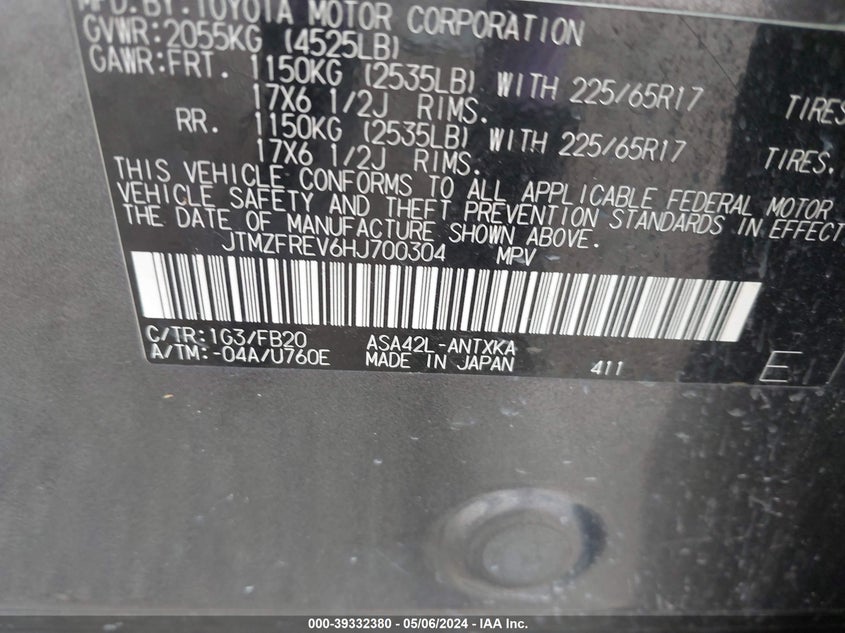 MFD.BY:TOYOTA MOTOR CORPORATION
GVWR:2055KG (4525LB)
GAWR:FRT. 1150KG (2535LB) WITH 225/65R17 TIRES
17X6 1/2J RIMS.
RR. 1150KG (2535LB) WITH 225/65R17 TIRES.
17X6 1/2J RIMS.
THIS VEHICLE CONFORMS TO ALL APPLICABLE FEDERAL MOTOR
VEHICLE SAFETY AND THEFT PREVENTION STANDARDS IN EFFECT
THE DATE OF MANUFACTURE SHOWN ABOVE.
JTMZFREV6HJ700304 MPV
C/TR:1G3/FB20 ASA42L-ANTXKA
A/TM:-04A/U760E MADE IN JAPAN 411 E
000-39332380 - 05/06/2024 - IAA Inc.